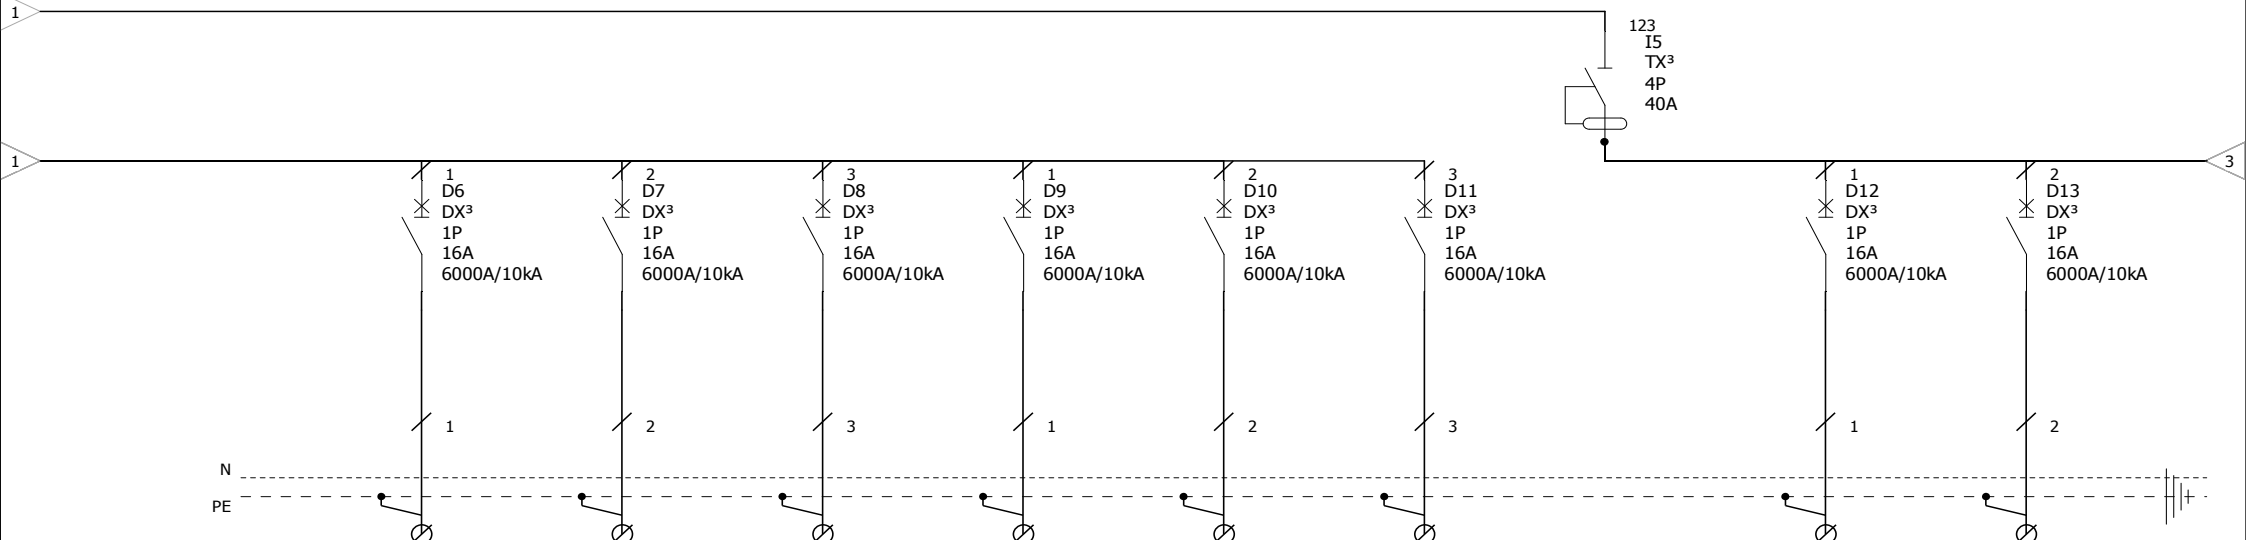 1
123
I5
TX³
4P
40A
1
3
1
D6
DX³
1P
16A
6000A/10kA
2
D7
DX³
1P
16A
6000A/10kA
3
D8
DX³
1P
16A
6000A/10kA
1
D9
DX³
1P
16A
6000A/10kA
2
D10
DX³
1P
16A
6000A/10kA
3
D11
DX³
1P
16A
6000A/10kA
1
D12
DX³
1P
16A
6000A/10kA
2
D13
DX³
1P
16A
6000A/10kA
1
2
3
1
2
3
1
2
N
PE